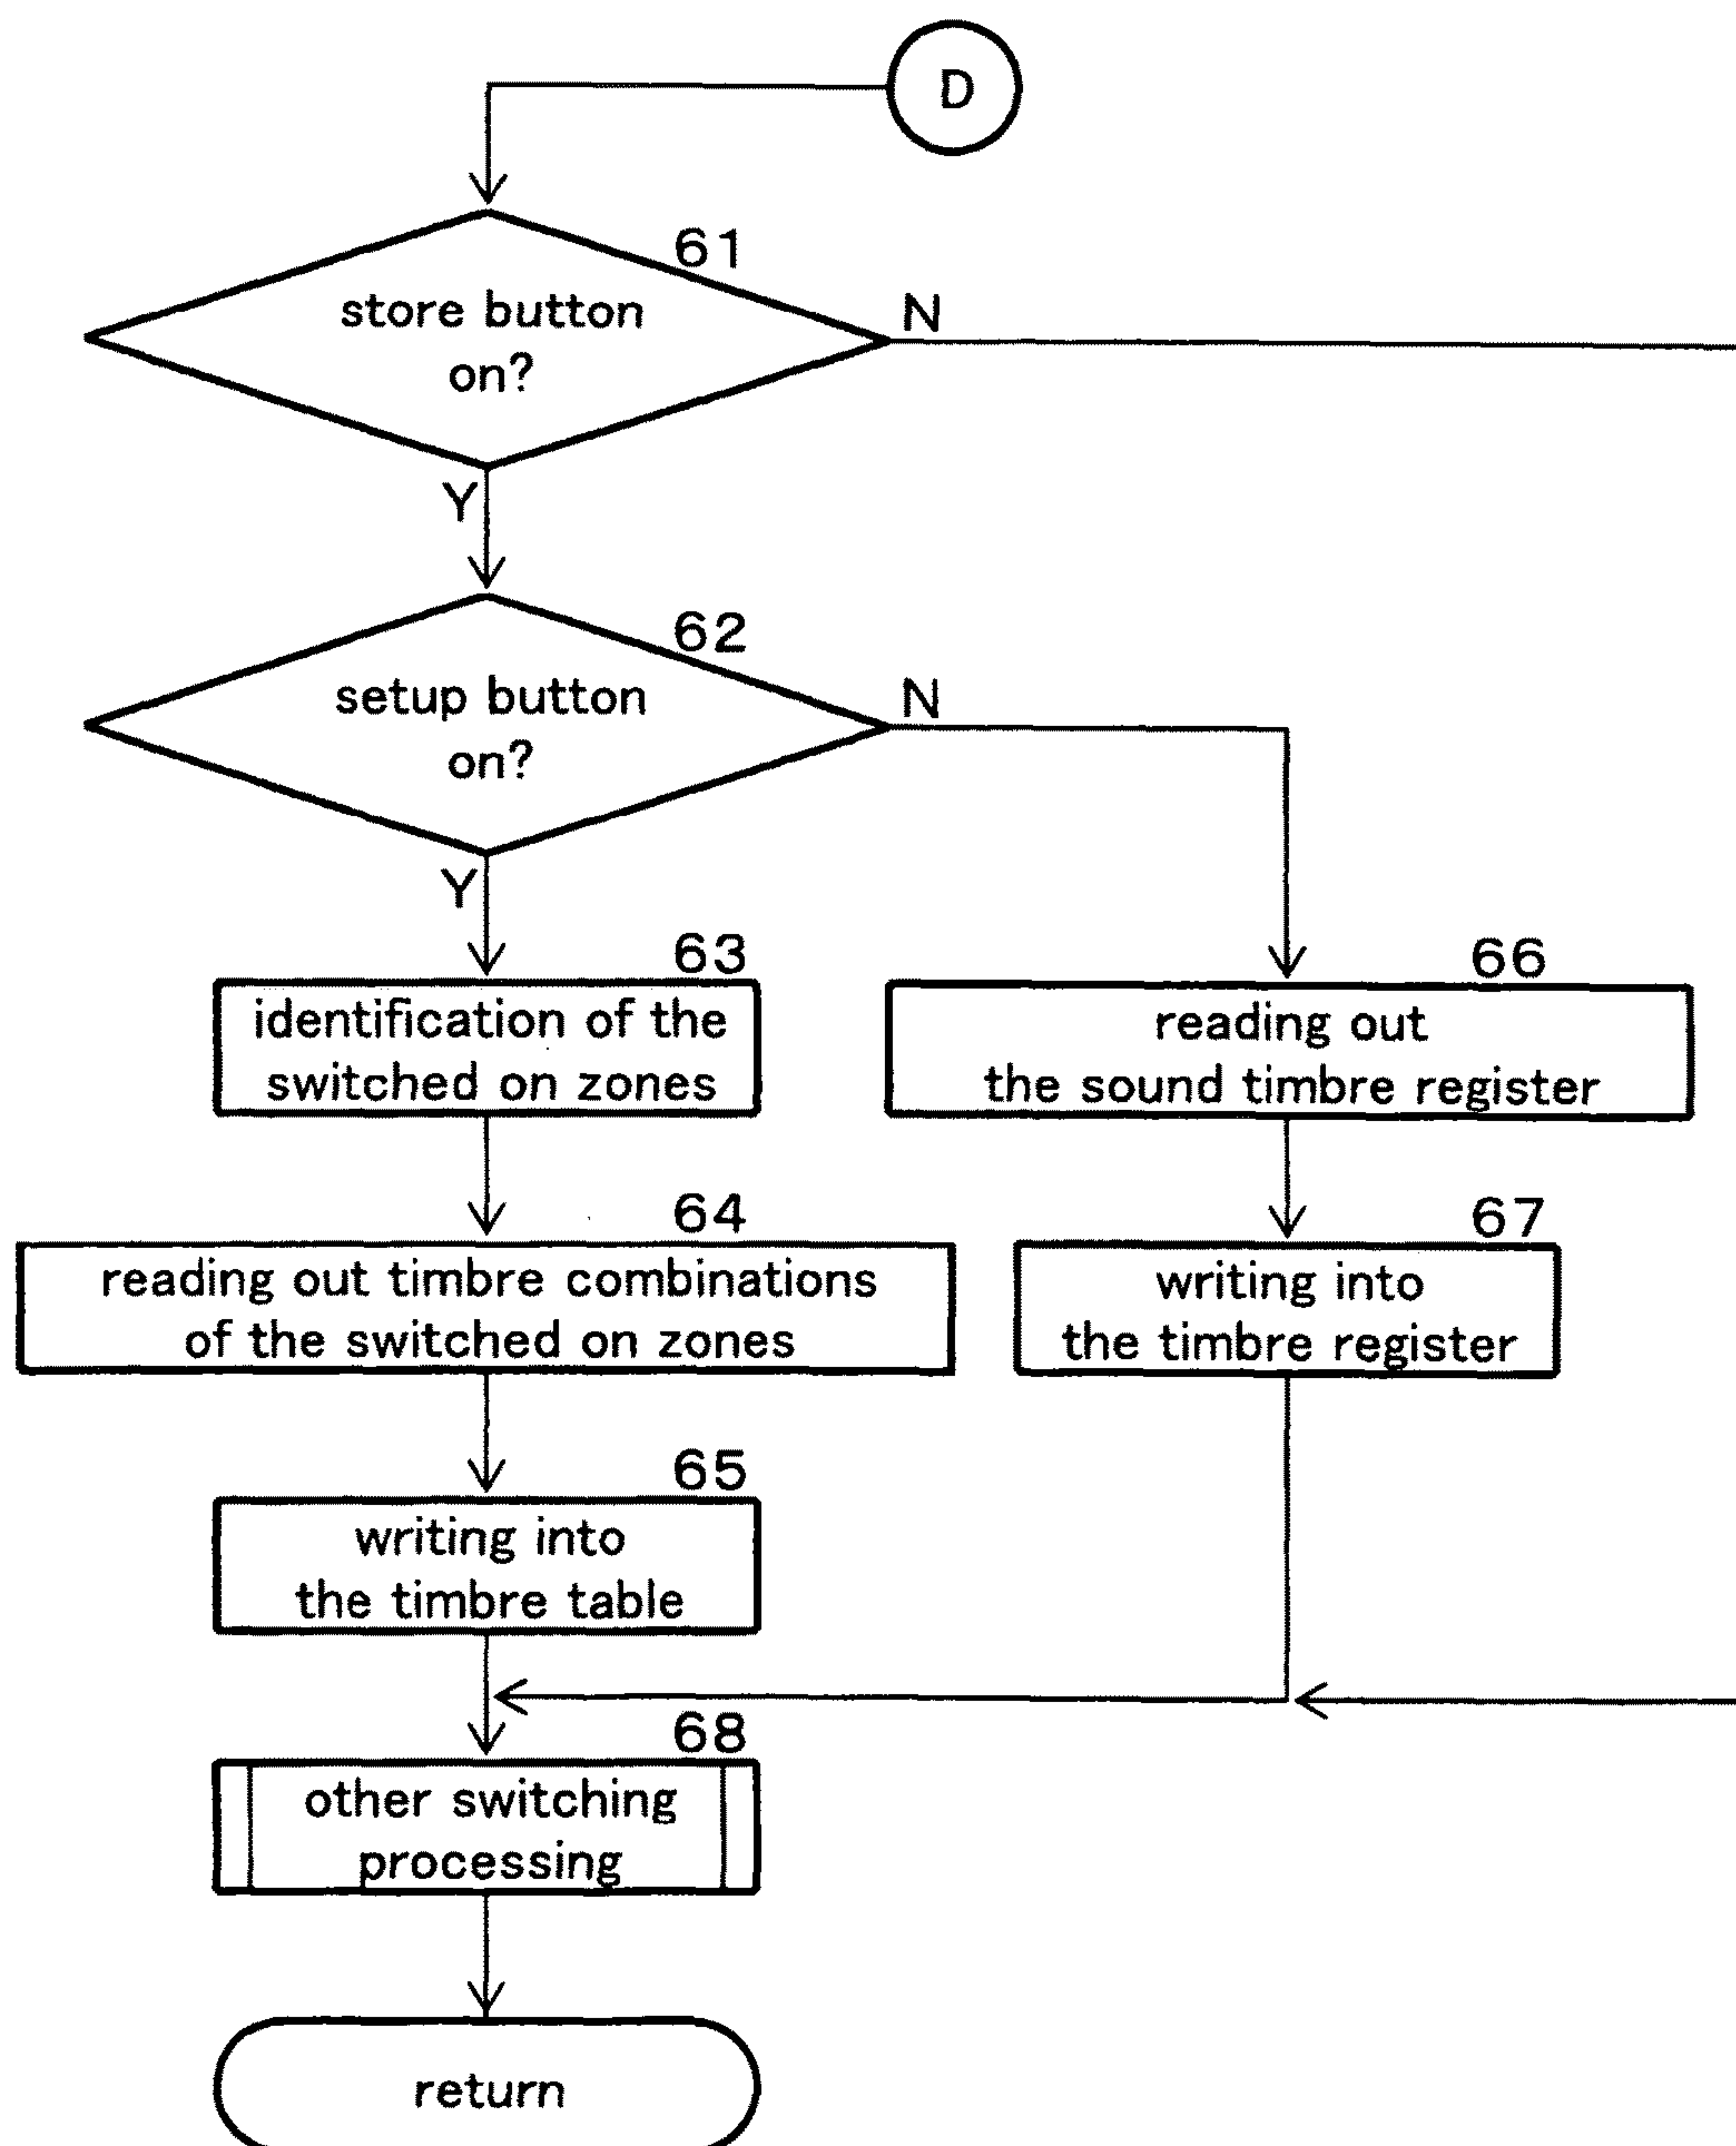 D
61
store button
on?
N
Y
62
setup button
on?
N
Y
63
identification of the
switched on zones
66
reading out
the sound timbre register
64
reading out timbre combinations
of the switched on zones
67
writing into
the timbre register
65
writing into
the timbre table
68
other switching
processing
return